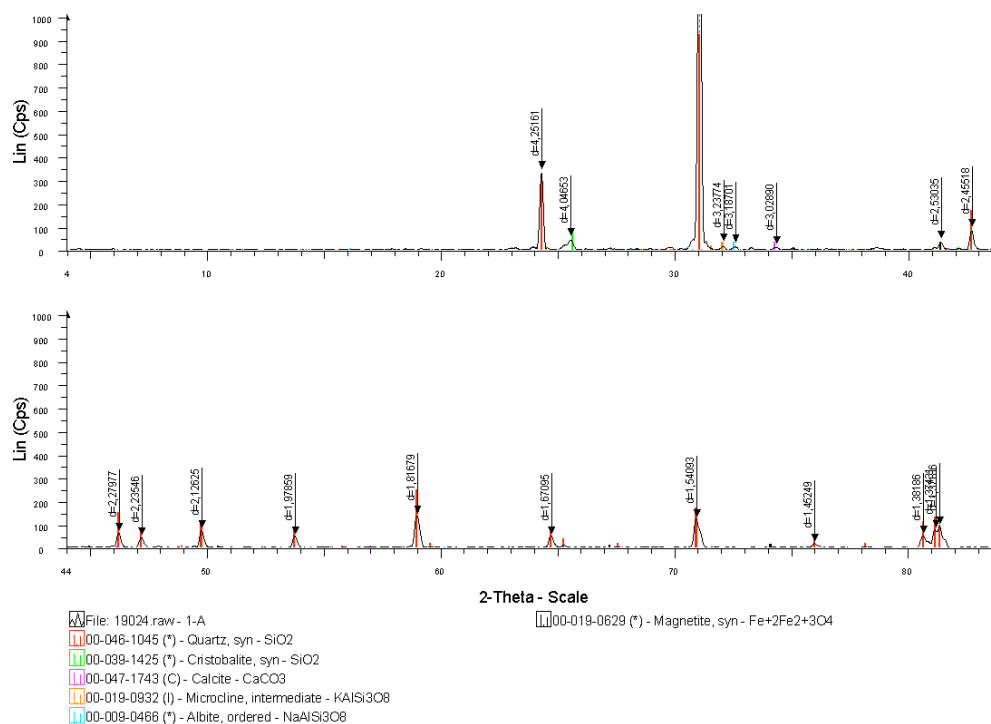 Lin (Cps)
1000
900
800
700
600
500
400
300
200
100
0
d=4,25161
d=4,04653
d=3,23774
d=3,18701
d=3,02890
d=2,53035
d=2,45518
4 10 20 30 40
Lin (Cps)
1000
900
800
700
600
500
400
300
200
100
0
d=2,27977
d=2,23546
d=2,12625
d=1,97859
d=1,81679
d=1,67095
d=1,54093
d=1,45249
d=1,38186
44 50 60 70 80
2-Theta - Scale
File: 19024.raw - 1-A
00-046-1045 (*) - Quartz, syn - SiO2
00-039-1425 (*) - Cristobalite, syn - SiO2
00-047-1743 (C) - Calcite - CaCO3
00-019-0932 (I) - Microcline, intermediate - KAlSi3O8
00-009-0466 (*) - Albite, ordered - NaAlSi3O8
00-019-0629 (*) - Magnetite, syn - Fe+2Fe2+3O4